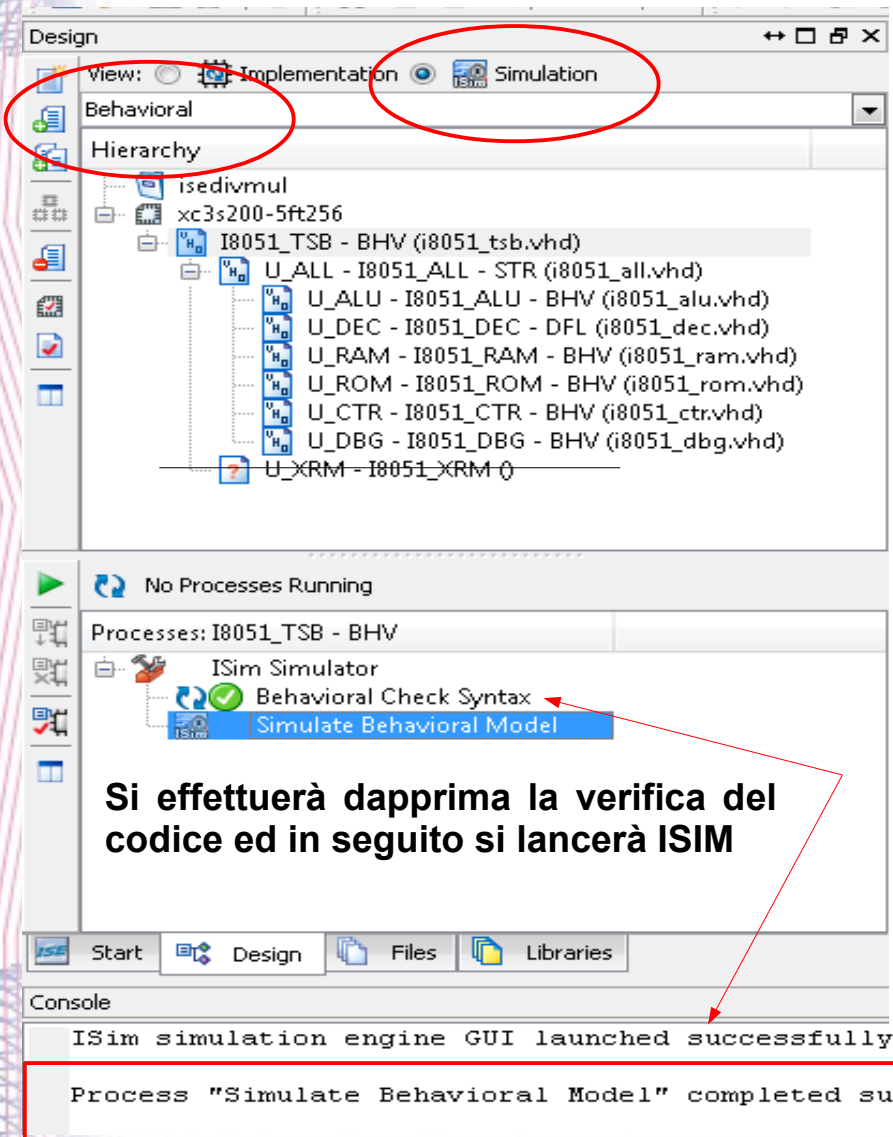 Design
View: Implementation Simulation
Behavioral
Hierarchy
isedivmul
xc3s200-5ft256
I8051_TSB - BHV (i8051_tsb.vhd)
U_ALL - I8051_ALL - STR (i8051_all.vhd)
U_ALU - I8051_ALU - BHV (i8051_alu.vhd)
U_DEC - I8051_DEC - DFL (i8051_dec.vhd)
U_RAM - I8051_RAM - BHV (i8051_ram.vhd)
U_ROM - I8051_ROM - BHV (i8051_rom.vhd)
U_CTR - I8051_CTR - BHV (i8051_ctr.vhd)
U_DBG - I8051_DBG - BHV (i8051_dbg.vhd)
U_XRM - I8051_XRM ()
No Processes Running
Processes: I8051_TSB - BHV
ISim Simulator
Behavioral Check Syntax
Simulate Behavioral Model
Si effettuerà dapprima la verifica del
codice ed in seguito si lancerà ISIM
Start Design Files Libraries
Console
ISim simulation engine GUI launched successfully
Process "Simulate Behavioral Model" completed su